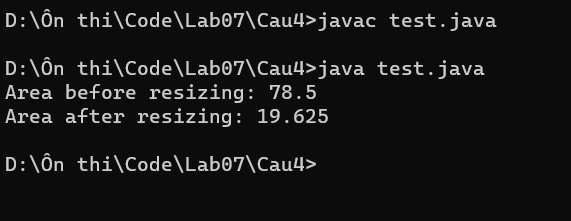 D:\Ôn thi\Code\Lab07\Cau4>javac test.java
D:\Ôn thi\Code\Lab07\Cau4>java test.java
Area before resizing: 78.5
Area after resizing: 19.625
D:\Ôn thi\Code\Lab07\Cau4>